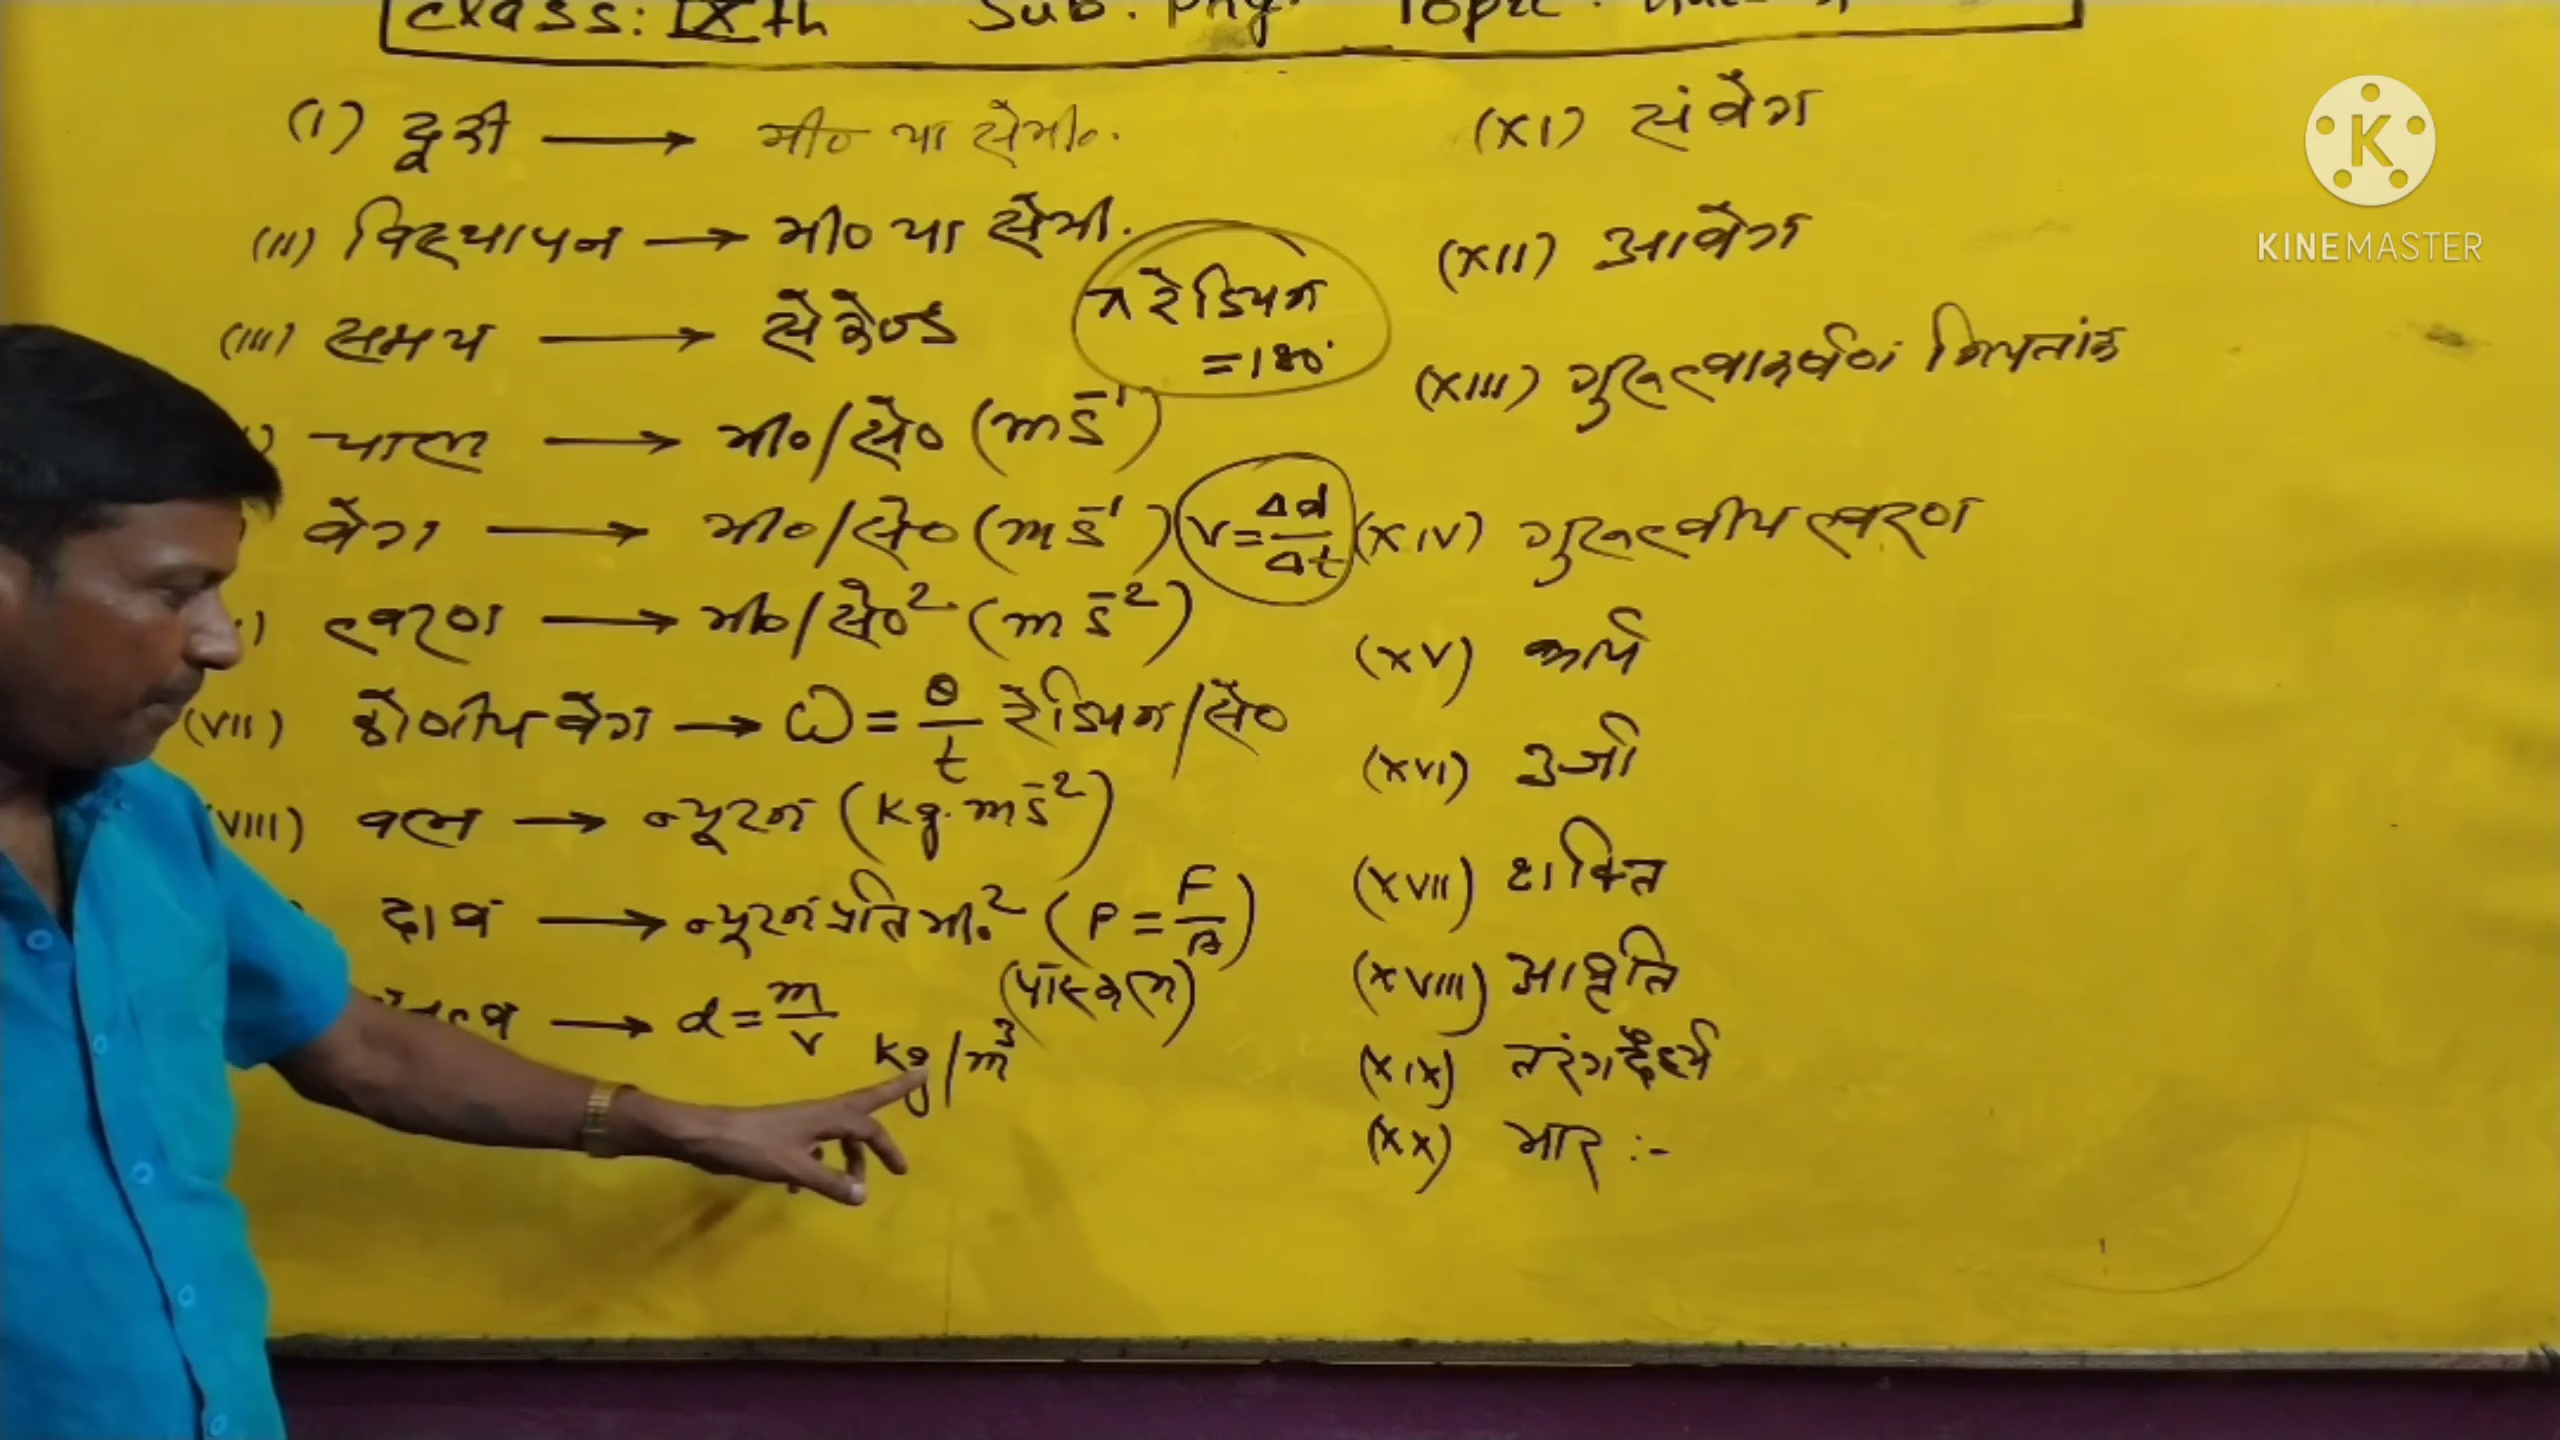 Class: IXth Sub. Phy. Topic:
(I) दूरी → मी० या सेमी०.
(II) विस्थापन → मी० या सेमी.
(III) समय → सेकेण्ड
π रेडियन
=180°
चाल → मी०/से० (ms⁻¹)
वेग → मी०/से० (ms⁻¹) V=Δd/Δt
त्वरण → मी०/से०² (ms⁻²)
(VII) कोणीय वेग → ω=θ/t रेडियन/से०
VIII) बल → न्यूटन (Kg.ms⁻²)
दाब → न्यूटन प्रति मी.² (P=F/A)
(पॉस्कल)
→ d=m/v Kg/m³
(XI) संवेग
(XII) आवेग
(XIII) गुरुत्वाकर्षण नियतांक
(XIV) गुरुत्वीय त्वरण
(XV) कार्य
(XVI) उर्जा
(XVII) शक्ति
(XVIII) आवृति
(XIX) तरंगदैर्ध्य
(XX) भार :-
K
KINEMASTER